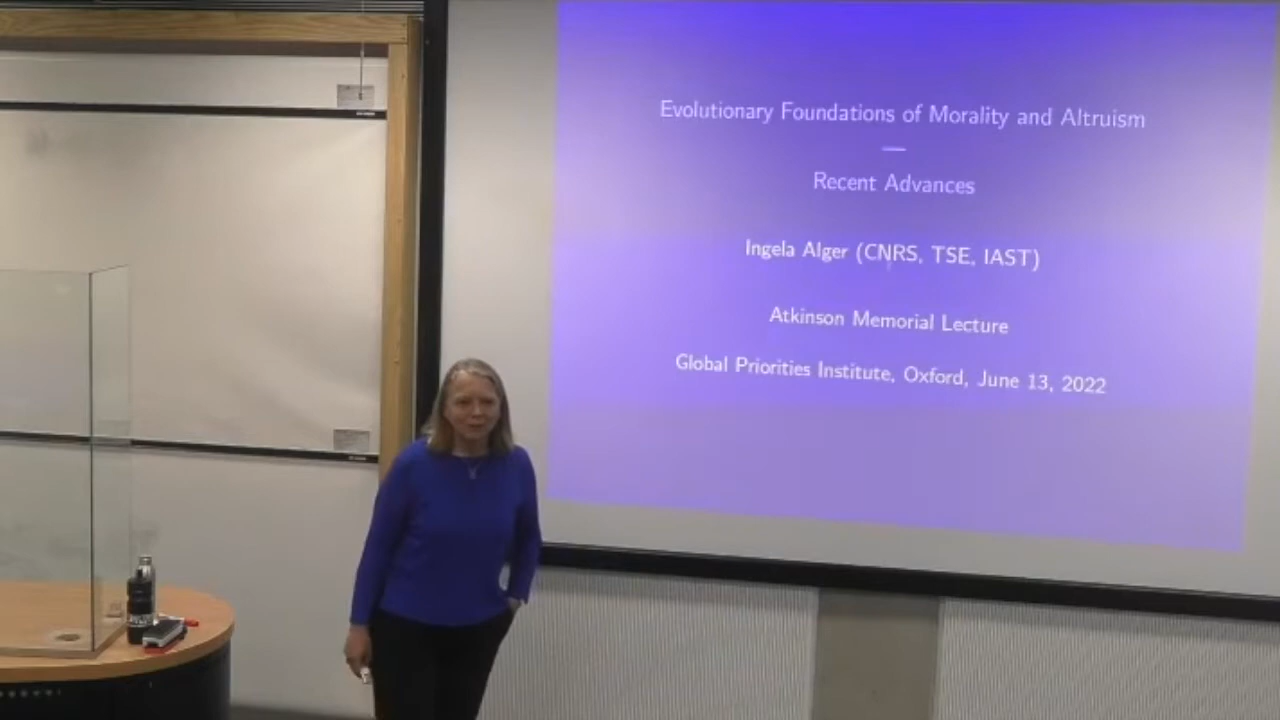 Evolutionary Foundations of Morality and Altruism
—
Recent Advances
Ingela Alger (CNRS, TSE, IAST)
Atkinson Memorial Lecture
Global Priorities Institute, Oxford, June 13, 2022